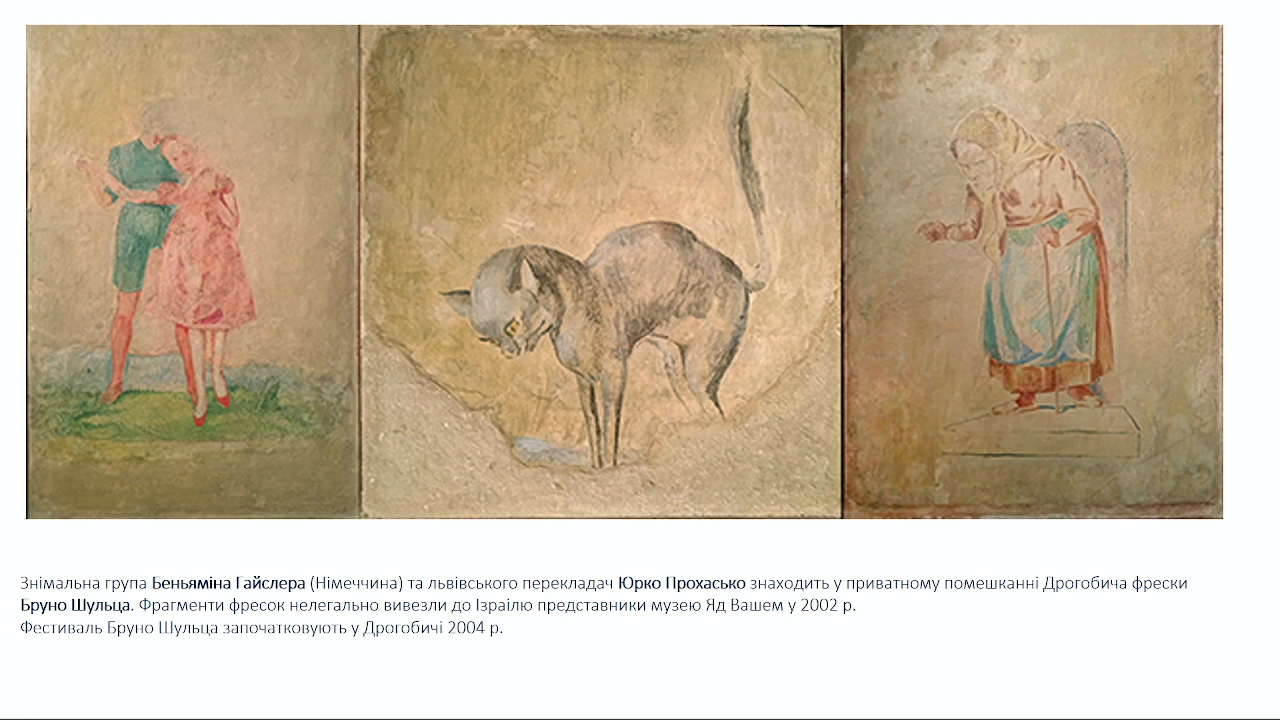 Знімальна група Беньяміна Гайслера (Німеччина) та львівського перекладач Юрко Прохасько знаходить у приватному помешканні Дрогобича фрески
Бруно Шульца. Фрагменти фресок нелегально вивезли до Ізраїлю представники музею Яд Вашем у 2002 р.
Фестиваль Бруно Шульца започатковують у Дрогобичі 2004 р.